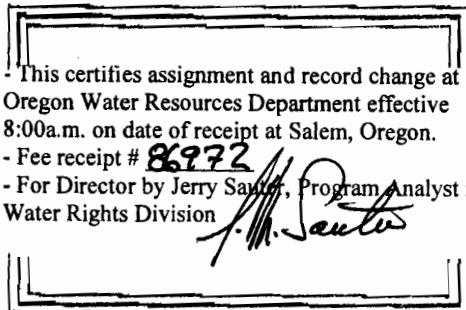 - This certifies assignment and record change at
Oregon Water Resources Department effective
8:00a.m. on date of receipt at Salem, Oregon.
- Fee receipt # 86972
- For Director by Jerry Sauter, Program Analyst
Water Rights Division J. M. Sauter